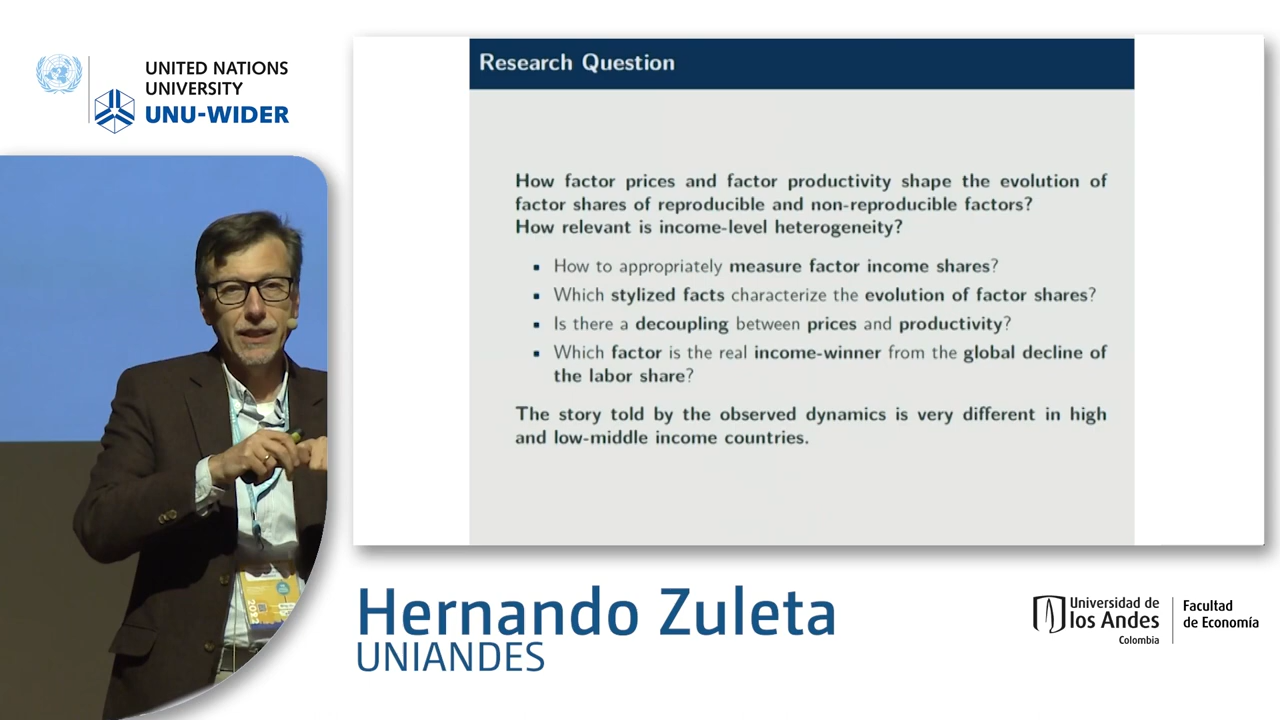 UNITED NATIONS
UNIVERSITY
UNU-WIDER
Research Question
How factor prices and factor productivity shape the evolution of
factor shares of reproducible and non-reproducible factors?
How relevant is income-level heterogeneity?
▪ How to appropriately measure factor income shares?
▪ Which stylized facts characterize the evolution of factor shares?
▪ Is there a decoupling between prices and productivity?
▪ Which factor is the real income-winner from the global decline of
the labor share?
The story told by the observed dynamics is very different in high
and low-middle income countries.
Hernando Zuleta
UNIANDES
Universidad de
los Andes
Colombia
Facultad
de Economía